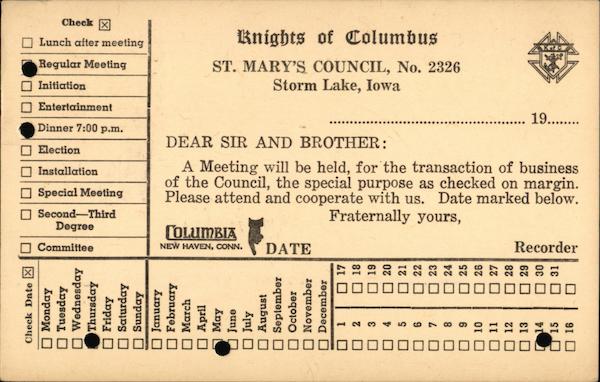 Check ☒
Lunch after meeting
Regular Meeting
Initiation
Entertainment
Dinner 7:00 p.m.
Election
Installation
Special Meeting
Second—Third
Degree
Committee
Knights of Columbus
ST. MARY'S COUNCIL, No. 2326
Storm Lake, Iowa
19
DEAR SIR AND BROTHER:
A Meeting will be held, for the transaction of business
of the Council, the special purpose as checked on margin.
Please attend and cooperate with us. Date marked below.
Fraternally yours,
COLUMBIA
NEW HAVEN, CONN.
DATE
Recorder
Check Date ☒
Monday
Tuesday
Wednesday
Thursday
Friday
Saturday
Sunday
January
February
March
April
May
June
July
August
September
October
November
December
17 18 19 20 21 22 23 24 25 26 27 28 29 30 31
1 2 3 4 5 6 7 8 9 10 11 12 13 14 15 16